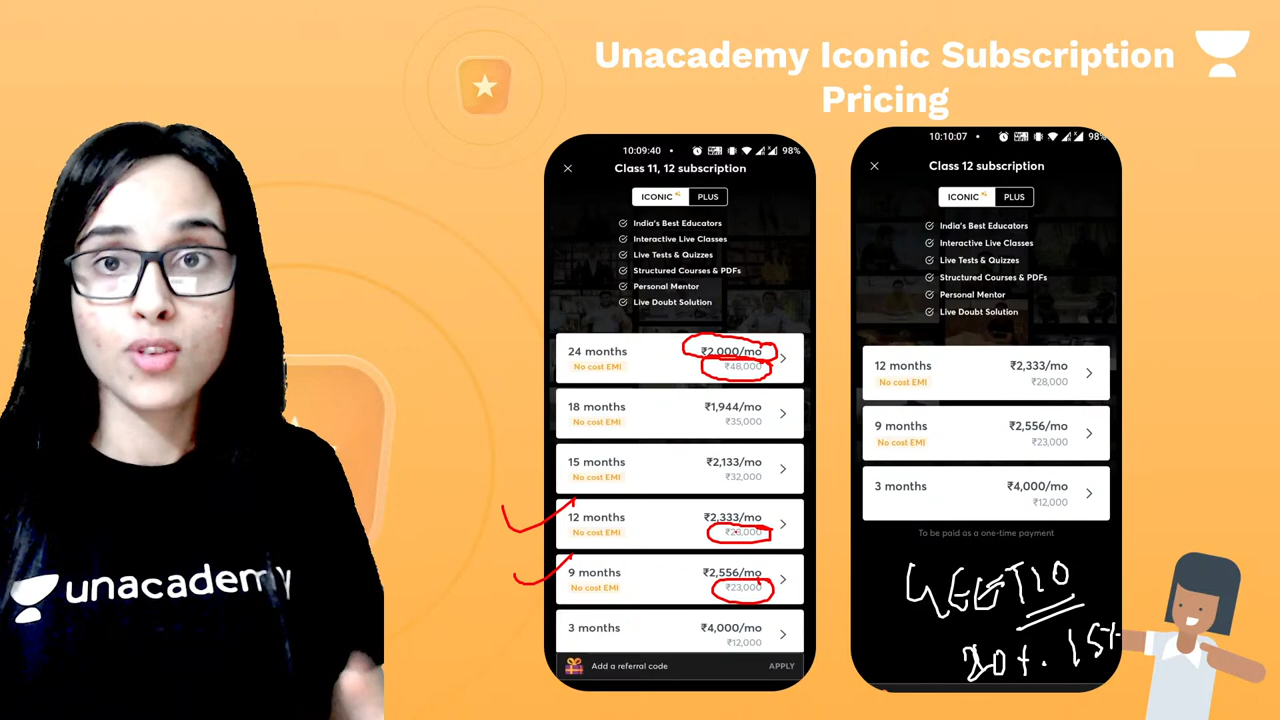 Unacademy Iconic Subscription
Pricing
unacademy
10:09:40
98%
Class 11, 12 subscription
ICONIC
PLUS
India's Best Educators
Interactive Live Classes
Live Tests & Quizzes
Structured Courses & PDFs
Personal Mentor
Live Doubt Solution
24 months ₹2,000/mo
No cost EMI ₹48,000
18 months ₹1,944/mo
No cost EMI ₹35,000
15 months ₹2,133/mo
No cost EMI ₹32,000
12 months ₹2,333/mo
No cost EMI ₹28,000
9 months ₹2,556/mo
No cost EMI ₹23,000
3 months ₹4,000/mo
₹12,000
Add a referral code APPLY
10:10:07
98%
Class 12 subscription
ICONIC
PLUS
India's Best Educators
Interactive Live Classes
Live Tests & Quizzes
Structured Courses & PDFs
Personal Mentor
Live Doubt Solution
12 months ₹2,333/mo
No cost EMI ₹28,000
9 months ₹2,556/mo
No cost EMI ₹23,000
3 months ₹4,000/mo
₹12,000
To be paid as a one-time payment